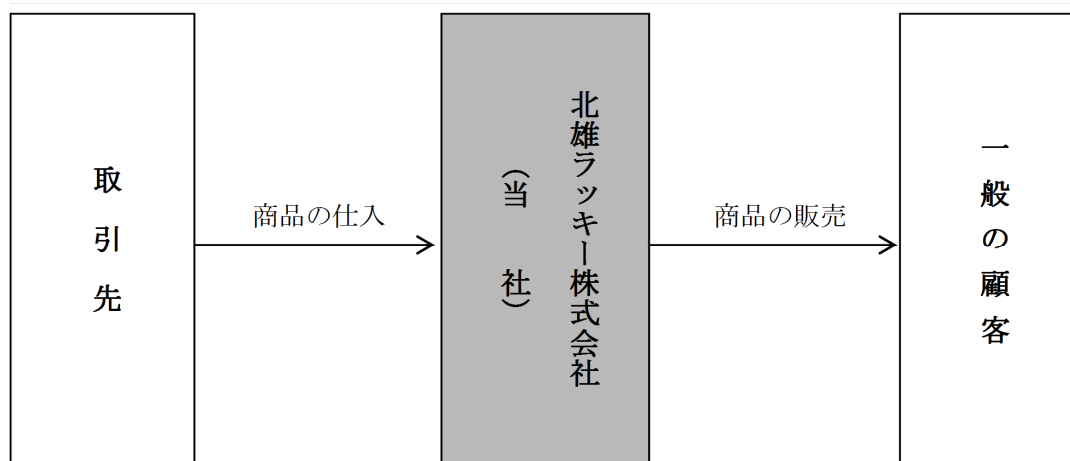 取引先
商品の仕入
北雄ラッキー株式会社
(当　社)
商品の販売
一般の顧客